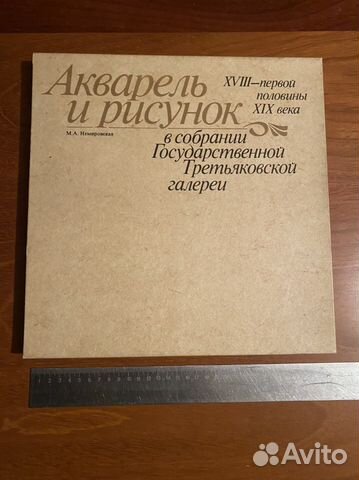 Акварель
и рисунок
XVIII—первой
половины
XIX века
М.А. Немировская
в собрании
Государственной
Третьяковской
галереи
Avito